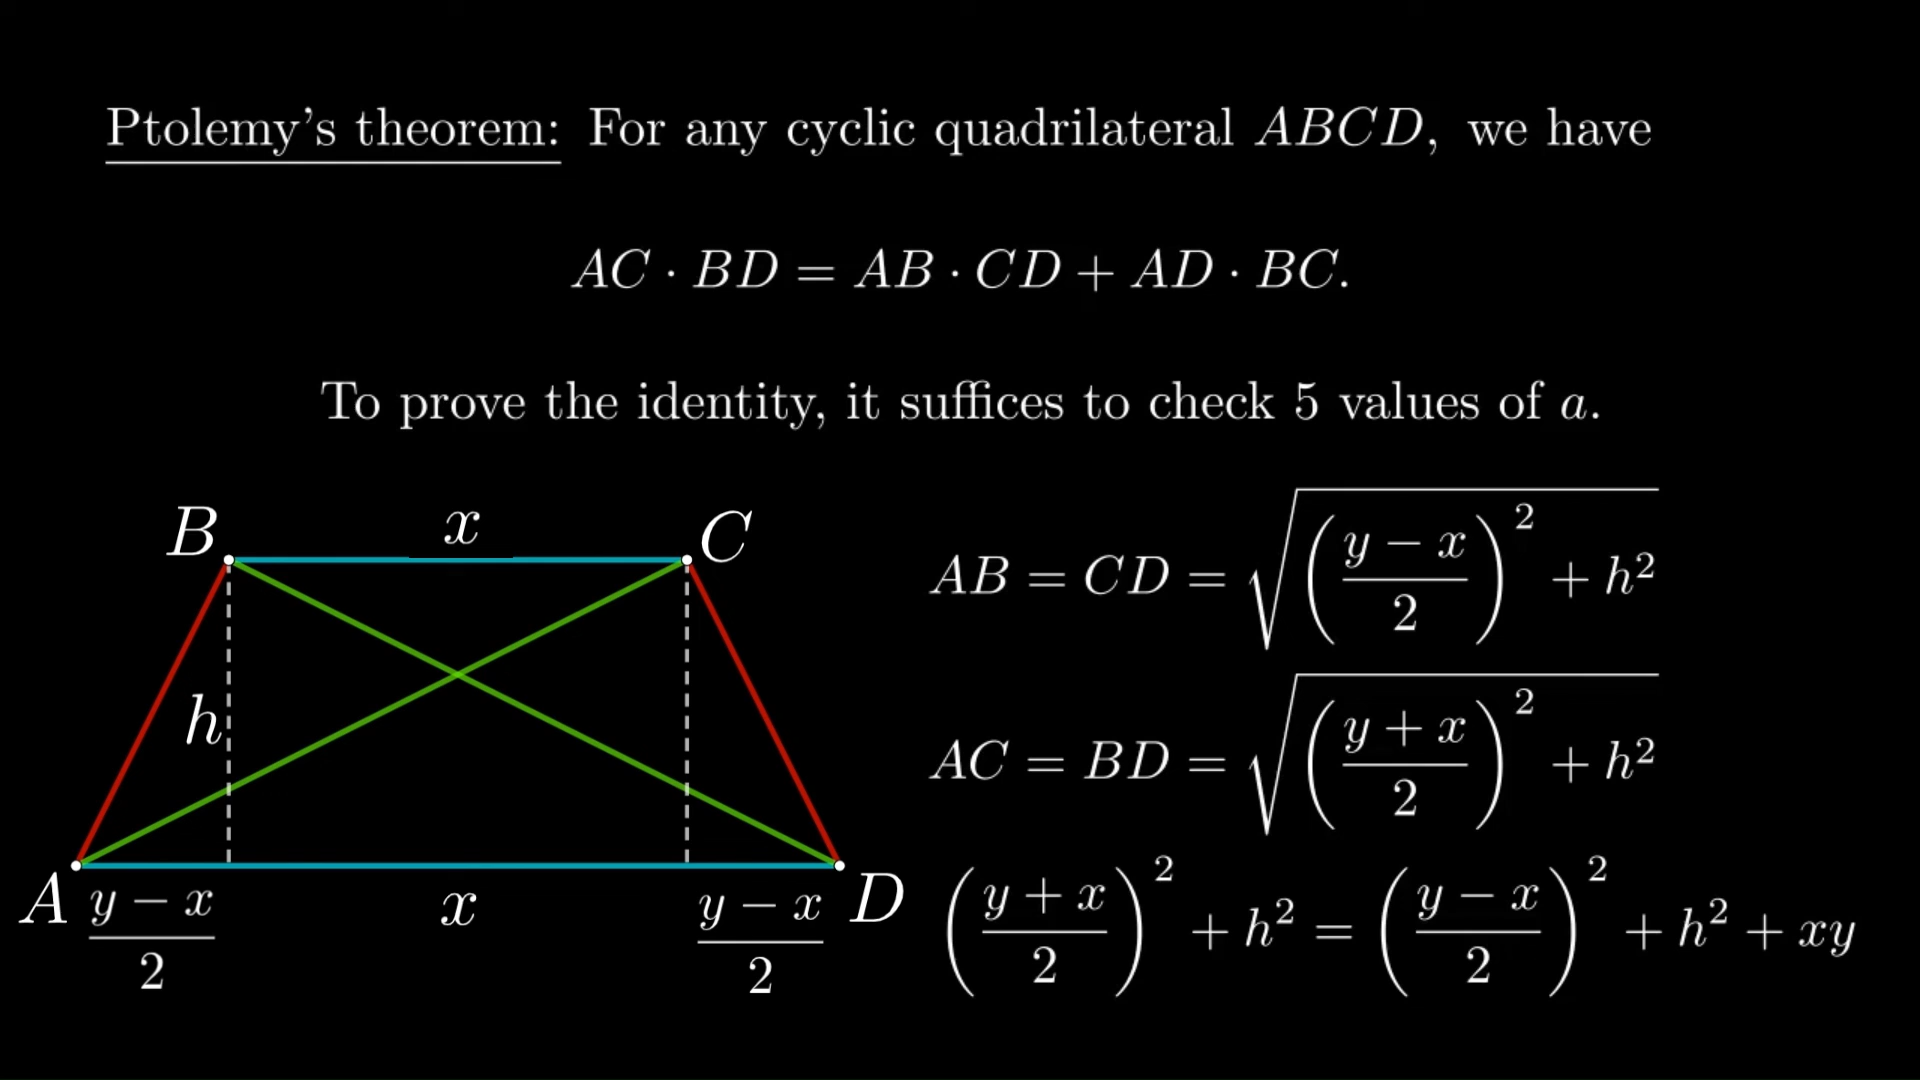 Ptolemy's theorem: For any cyclic quadrilateral ABCD, we have
AC · BD = AB · CD + AD · BC.
To prove the identity, it suffices to check 5 values of a.
B
x
C
h
A
(y − x)/2
x
(y − x)/2
D
AB = CD = √(((y − x)/2)² + h²)
AC = BD = √(((y + x)/2)² + h²)
((y + x)/2)² + h² = ((y − x)/2)² + h² + xy